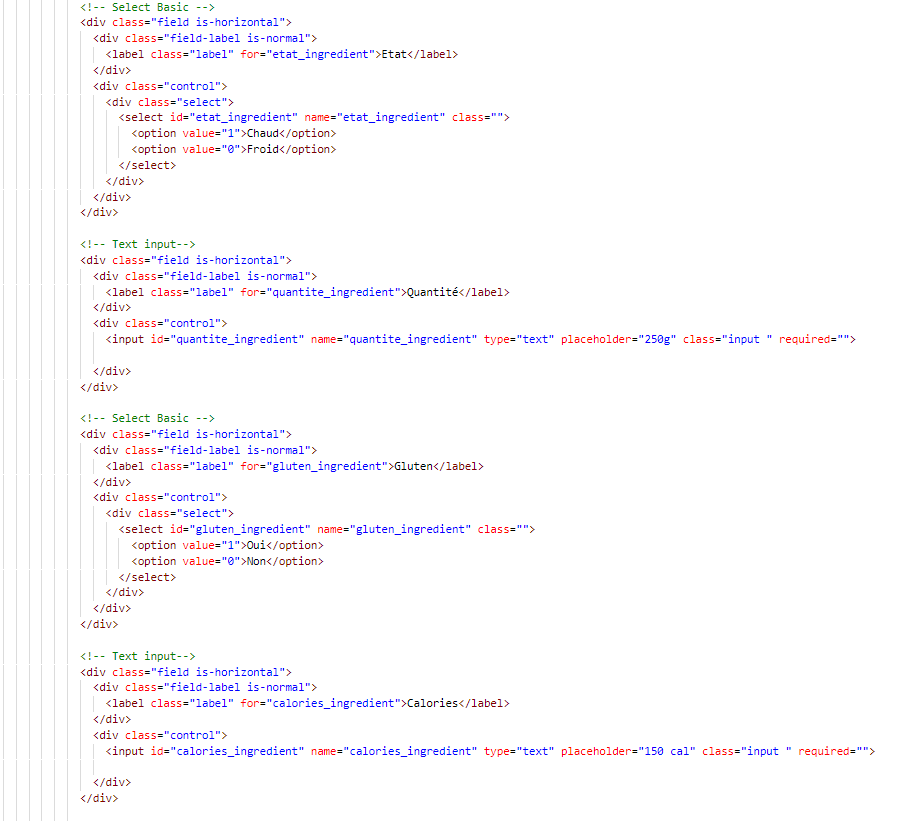 <!-- Select Basic -->
<div class="field is-horizontal">
<div class="field-label is-normal">
<label class="label" for="etat_ingredient">Etat</label>
</div>
<div class="control">
<div class="select">
<select id="etat_ingredient" name="etat_ingredient" class="">
<option value="1">Chaud</option>
<option value="0">Froid</option>
</select>
</div>
</div>
</div>
<!-- Text input-->
<div class="field is-horizontal">
<div class="field-label is-normal">
<label class="label" for="quantite_ingredient">Quantité</label>
</div>
<div class="control">
<input id="quantite_ingredient" name="quantite_ingredient" type="text" placeholder="250g" class="input " required="">
</div>
</div>
<!-- Select Basic -->
<div class="field is-horizontal">
<div class="field-label is-normal">
<label class="label" for="gluten_ingredient">Gluten</label>
</div>
<div class="control">
<div class="select">
<select id="gluten_ingredient" name="gluten_ingredient" class="">
<option value="1">Oui</option>
<option value="0">Non</option>
</select>
</div>
</div>
</div>
<!-- Text input-->
<div class="field is-horizontal">
<div class="field-label is-normal">
<label class="label" for="calories_ingredient">Calories</label>
</div>
<div class="control">
<input id="calories_ingredient" name="calories_ingredient" type="text" placeholder="150 cal" class="input " required="">
</div>
</div>